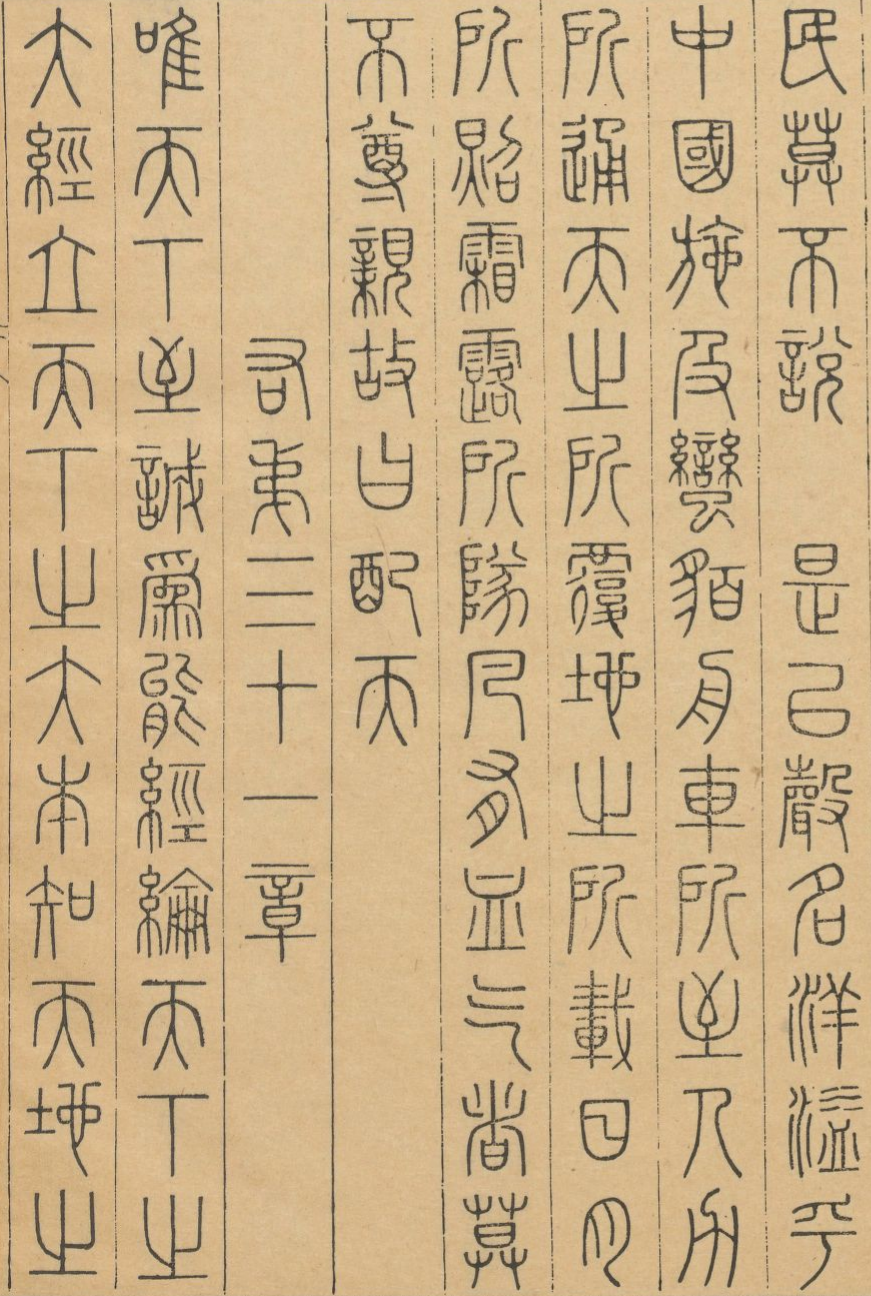 民莫不說 是以聲名洋溢乎
中國施及蠻貊舟車所至人力
所通天之所覆地之所載日月
所照霜露所隊凡有血气者莫
不尊親故曰配天
右弟三十一章
唯天下至誠爲能經綸天下之
大經立天下之大本知天地之